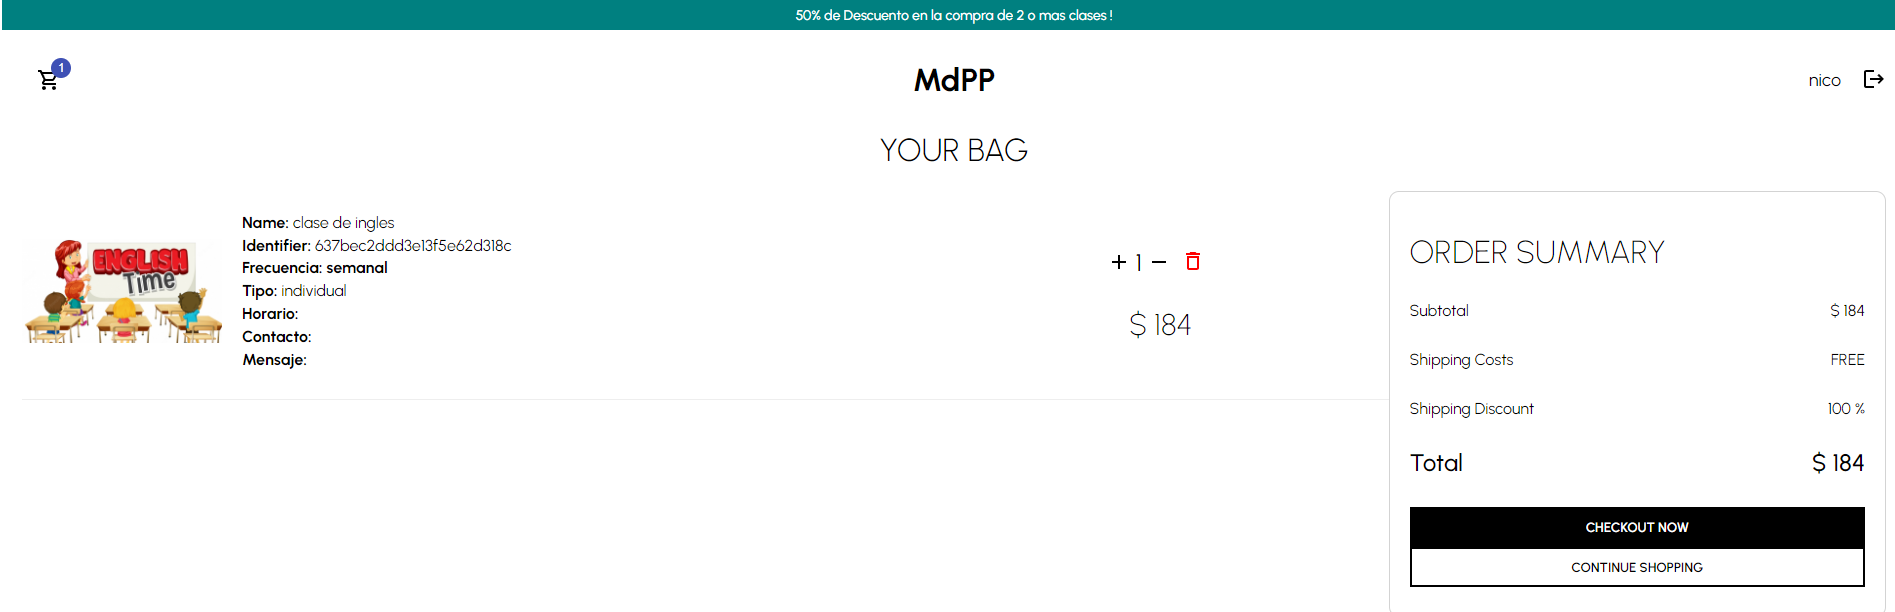 50% de Descuento en la compra de 2 o mas clases !
1
MdPP
nico
YOUR BAG
ENGLISH
Time
Name: clase de ingles
Identifier: 637bec2ddd3e13f5e62d318c
Frecuencia: semanal
Tipo: individual
Horario:
Contacto:
Mensaje:
+ 1 −
$ 184
ORDER SUMMARY
Subtotal $ 184
Shipping Costs FREE
Shipping Discount 100 %
Total $ 184
CHECKOUT NOW
CONTINUE SHOPPING